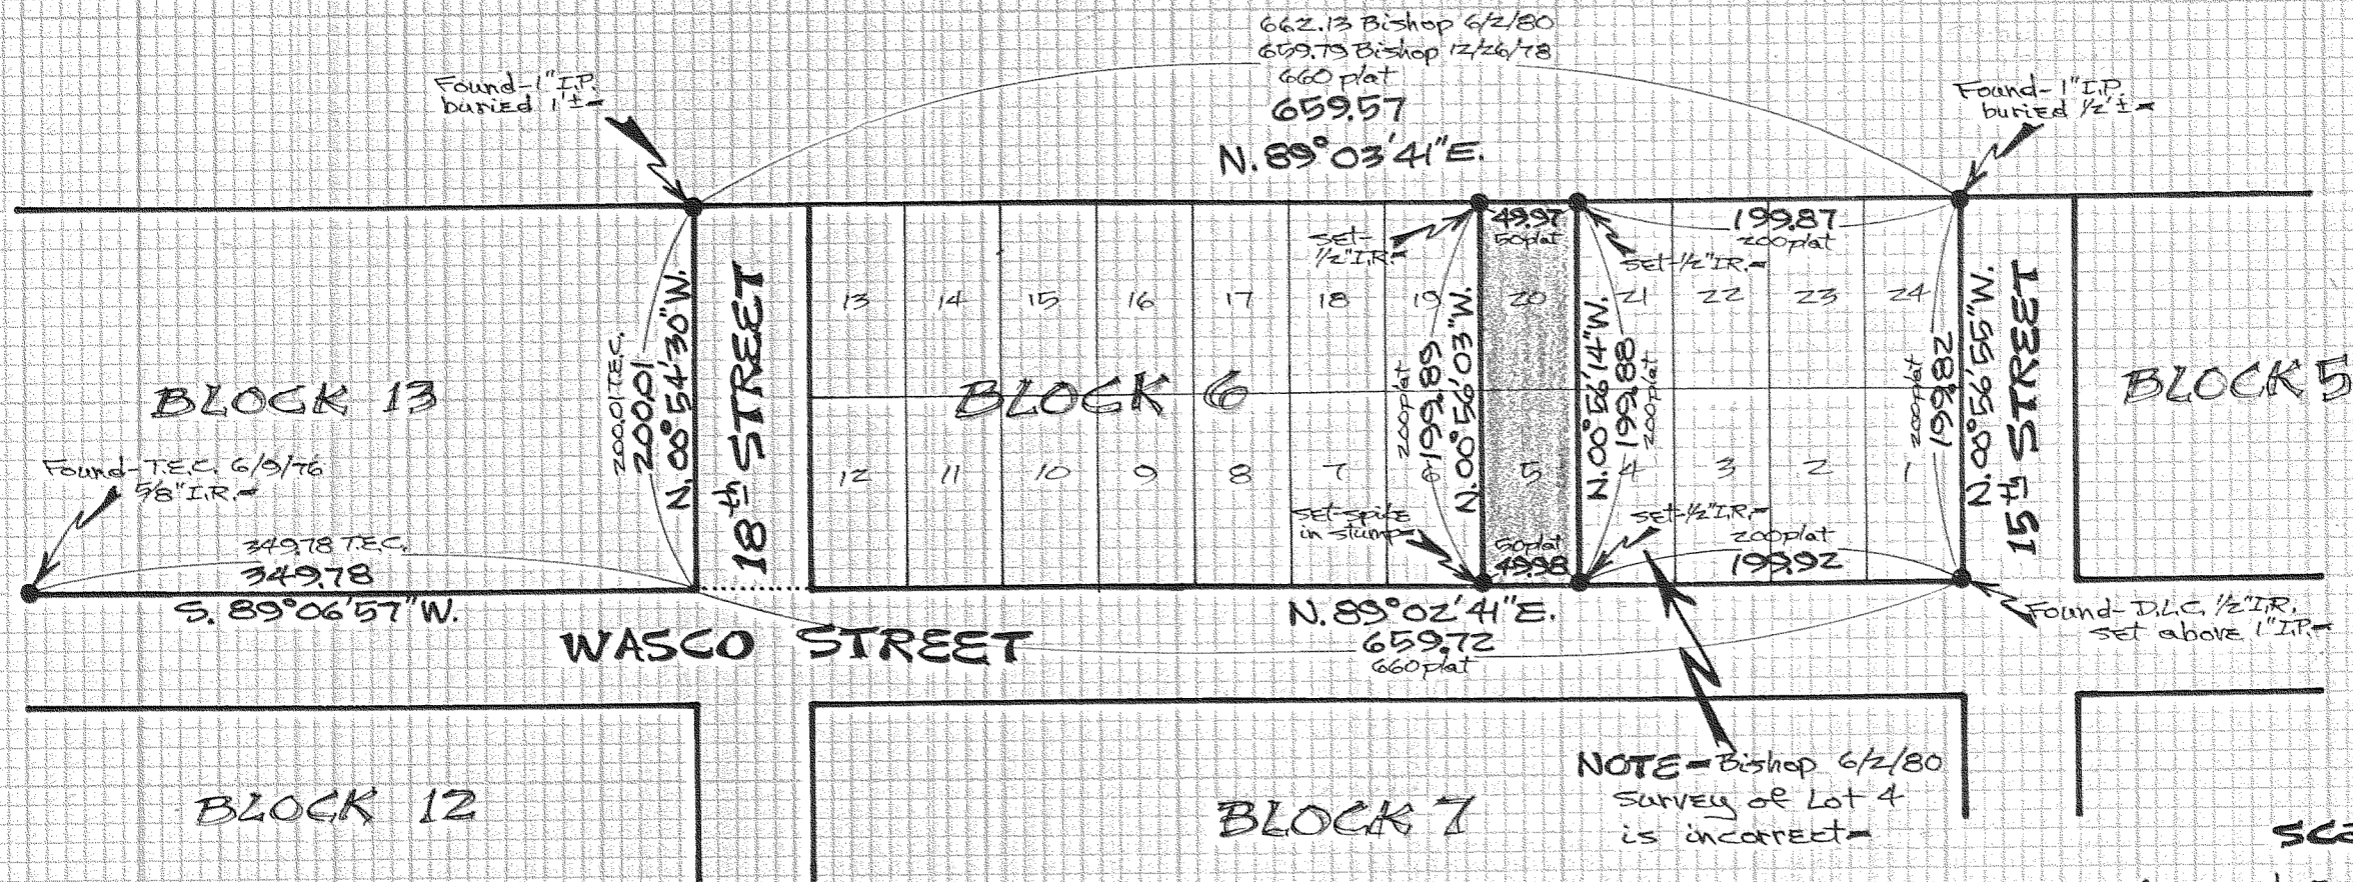 662.13 Bishop 6/2/80
659.79 Bishop 12/26/78
660 plat
659.57
N. 89°03'41"E.
Found-1" I.P.
buried 1'±-
Found-1" I.P.
buried 1/2'±-
49.97
50 plat
199.87
200 plat
set-
1/2" I.R.-
set-1/2" I.R.-
13
14
15
16
17
18
19
20
21
22
23
24
200.01 T.E.C.
200.01
N. 00°54'30"W.
18th STREET
200 plat
199.89
N. 00°56'03"W.
N. 00°56'14"W.
199.88
200 plat
200 plat
199.82
N. 00°56'55"W.
15th STREET
BLOCK 13
BLOCK 6
BLOCK 5
12
11
10
9
8
7
6
5
4
3
2
1
Found-T.E.C. 6/9/76
5/8" I.R.-
set-spike
in stump-
set-1/2" I.R.-
349.78 T.E.C.
349.78
S. 89°06'57"W.
50 plat
49.98
200 plat
199.92
N. 89°02'41"E.
659.72
660 plat
Found-D.L.C. 1/2" I.R.
set above 1" I.P.-
WASCO STREET
BLOCK 12
BLOCK 7
NOTE-Bishop 6/2/80
survey of Lot 4
is incorrect-